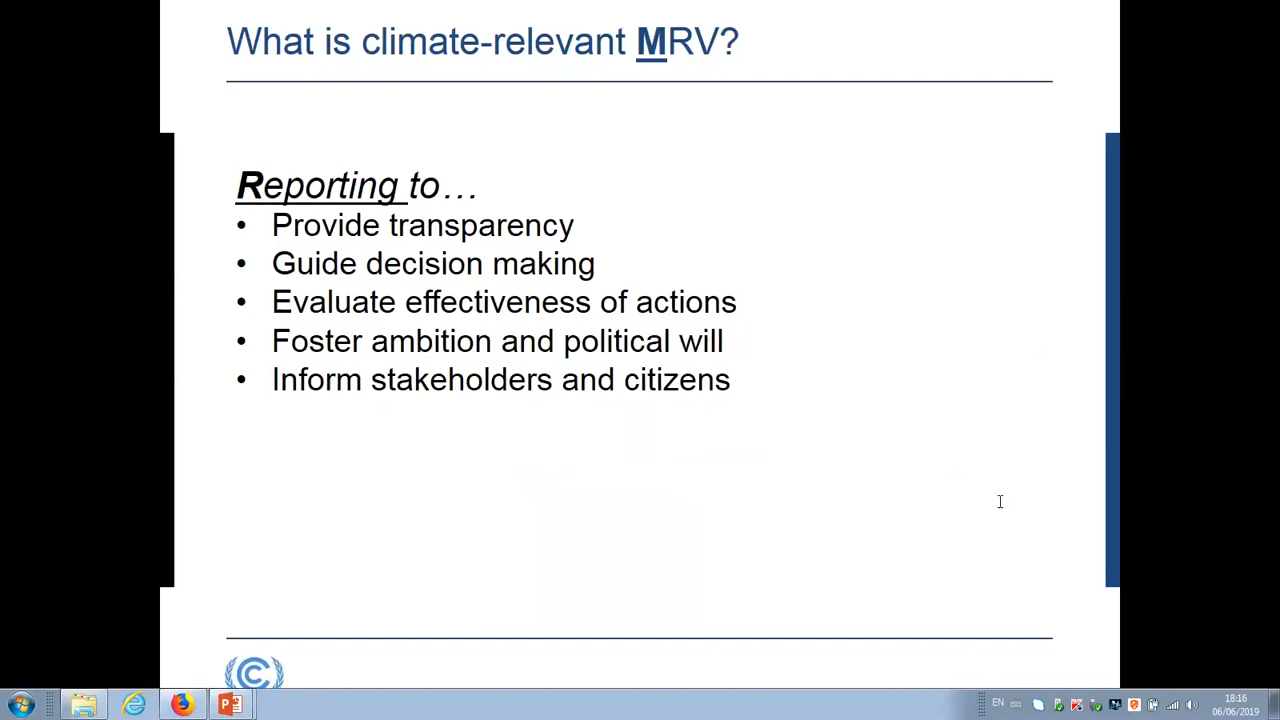 What is climate-relevant MRV?
Reporting to…
• Provide transparency
• Guide decision making
• Evaluate effectiveness of actions
• Foster ambition and political will
• Inform stakeholders and citizens
EN
18:16
06/06/2019